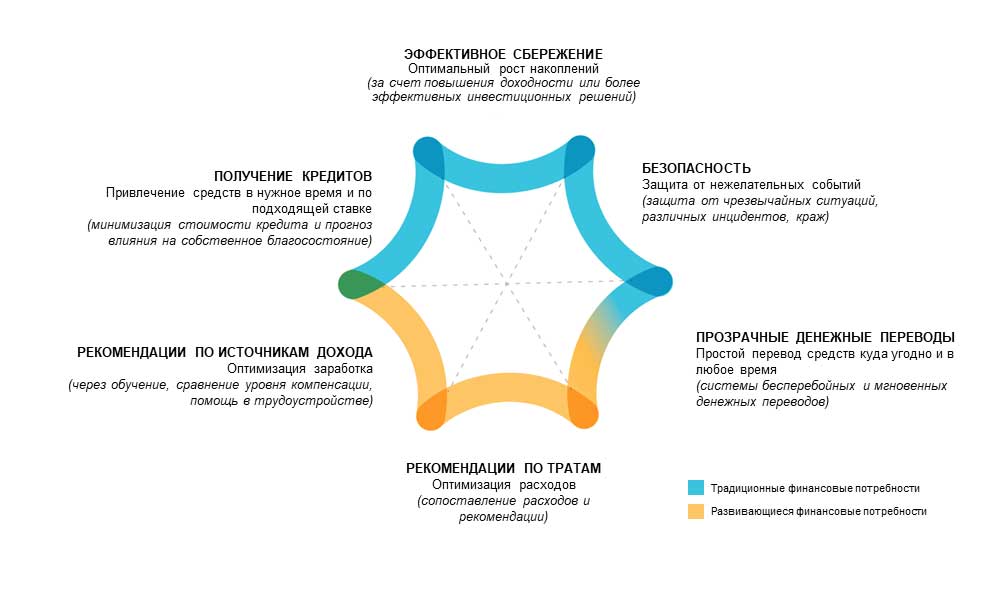 ЭФФЕКТИВНОЕ СБЕРЕЖЕНИЕ
Оптимальный рост накоплений
(за счет повышения доходности или более
эффективных инвестиционных решений)
ПОЛУЧЕНИЕ КРЕДИТОВ
Привлечение средств в нужное время и по
подходящей ставке
(минимизация стоимости кредита и прогноз
влияния на собственное благосостояние)
БЕЗОПАСНОСТЬ
Защита от нежелательных событий
(защита от чрезвычайных ситуаций,
различных инцидентов, краж)
РЕКОМЕНДАЦИИ ПО ИСТОЧНИКАМ ДОХОДА
Оптимизация заработка
(через обучение, сравнение уровня компенсации,
помощь в трудоустройстве)
ПРОЗРАЧНЫЕ ДЕНЕЖНЫЕ ПЕРЕВОДЫ
Простой перевод средств куда угодно и в
любое время
(системы бесперебойных и мгновенных
денежных переводов)
РЕКОМЕНДАЦИИ ПО ТРАТАМ
Оптимизация расходов
(сопоставление расходов и
рекомендации)
Традиционные финансовые потребности
Развивающиеся финансовые потребности